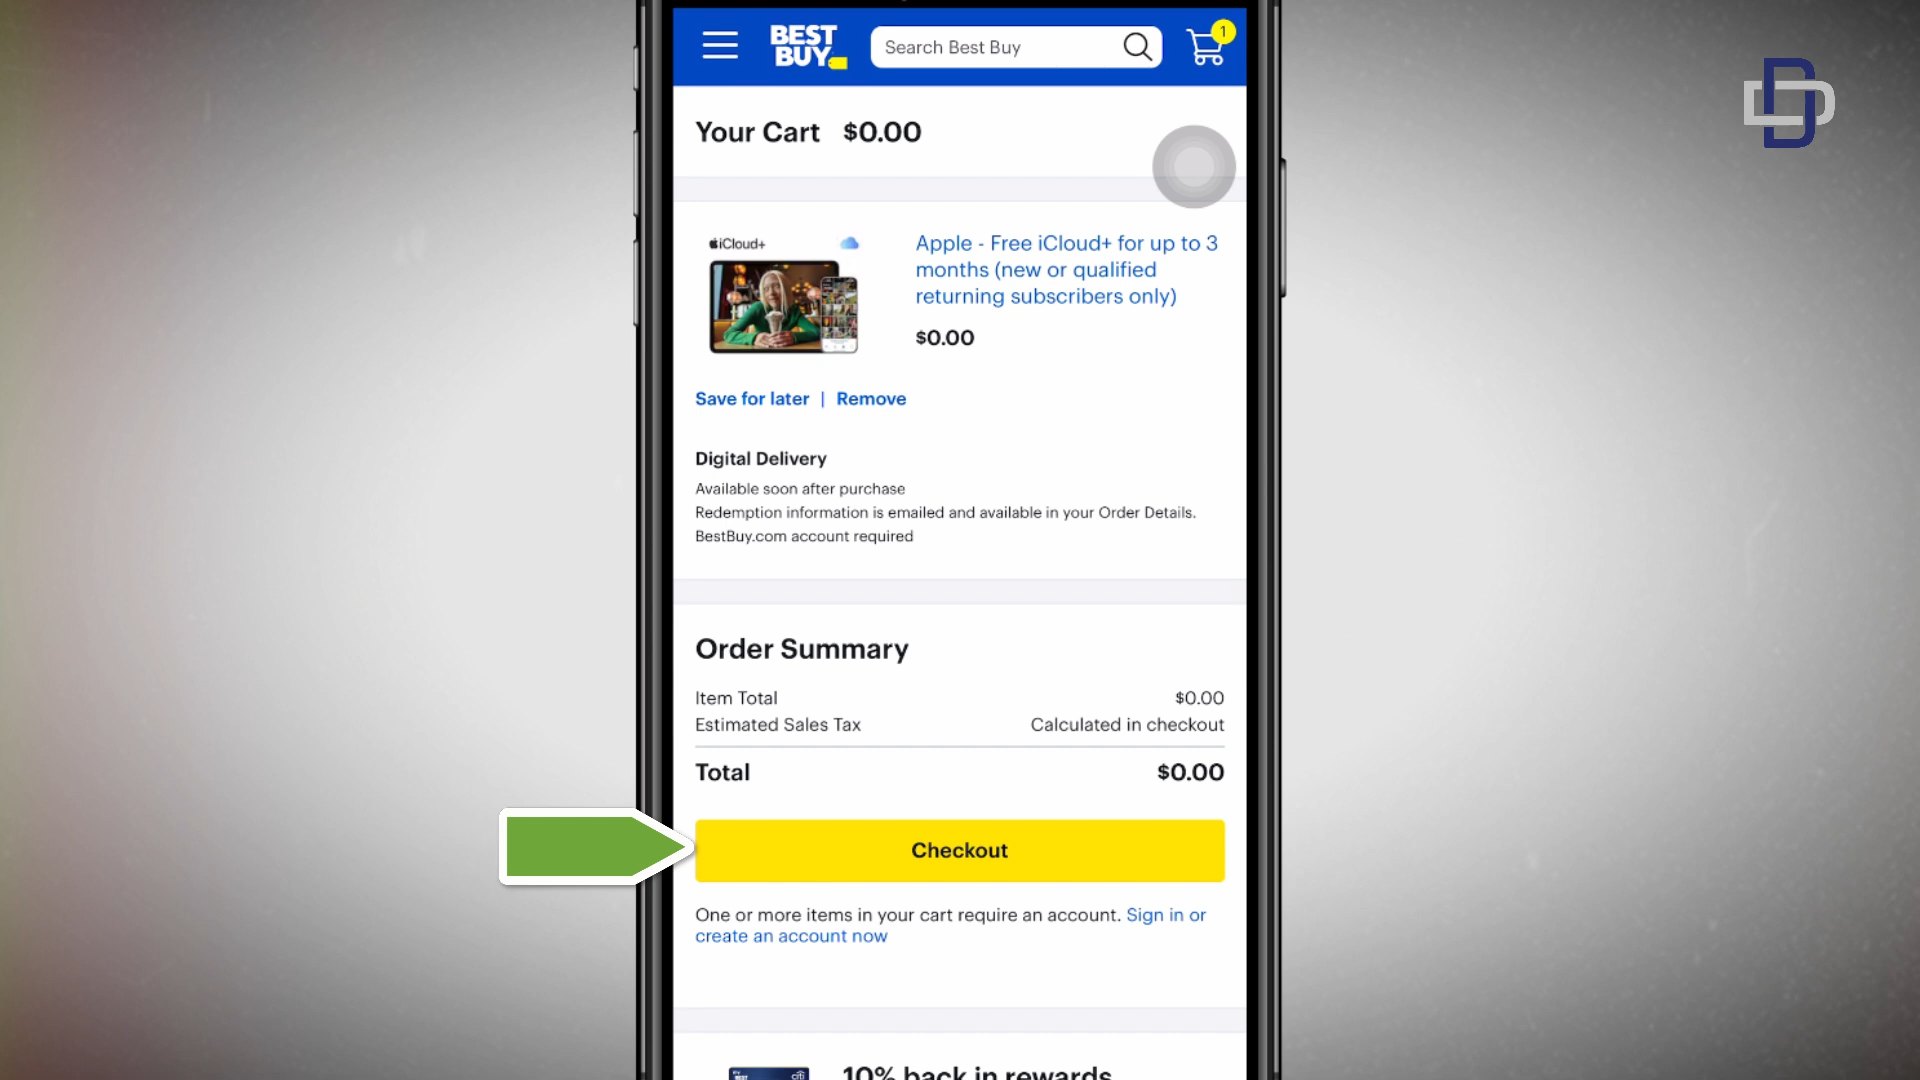 BEST
BUY
Search Best Buy
1
Your Cart $0.00
iCloud+
Apple - Free iCloud+ for up to 3
months (new or qualified
returning subscribers only)
$0.00
Save for later | Remove
Digital Delivery
Available soon after purchase
Redemption information is emailed and available in your Order Details.
BestBuy.com account required
Order Summary
Item Total $0.00
Estimated Sales Tax Calculated in checkout
Total $0.00
Checkout
One or more items in your cart require an account. Sign in or
create an account now
10% back in rewards
citi
BEST